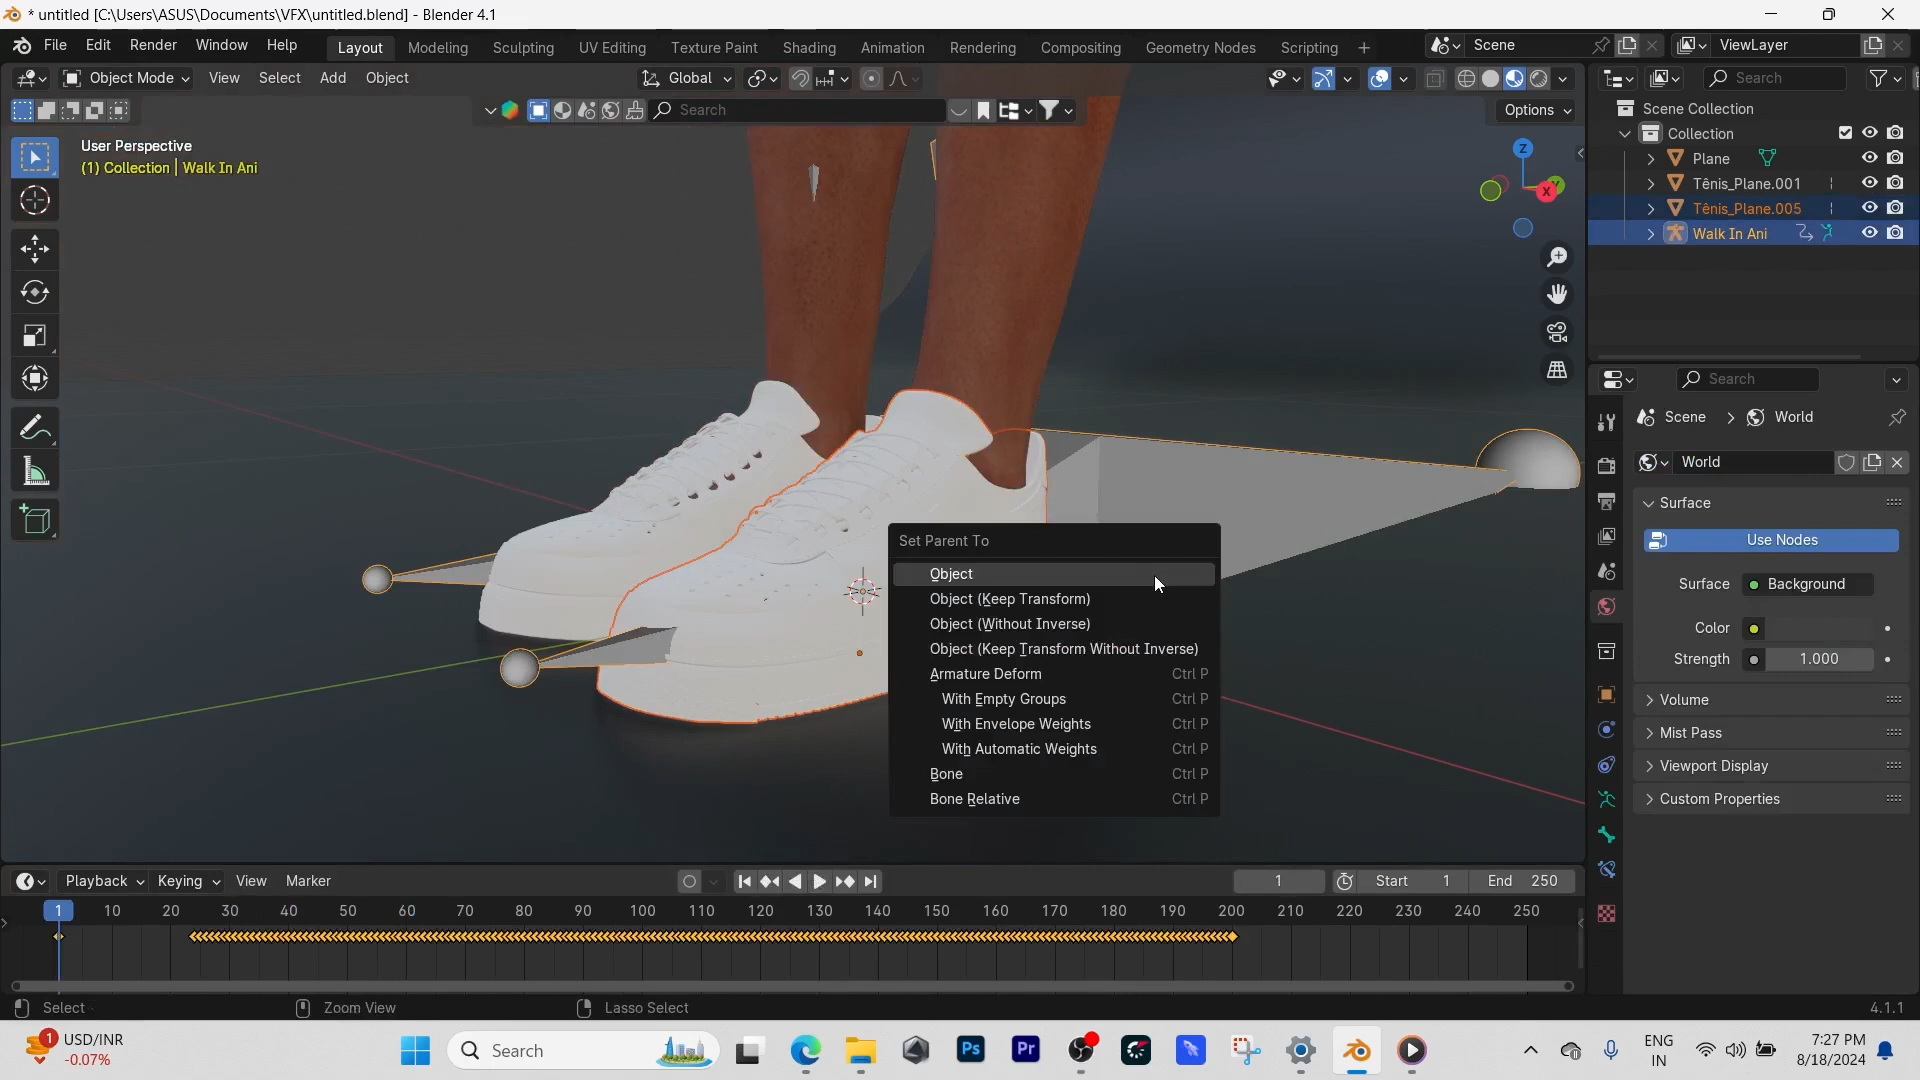 * untitled [C:\Users\ASUS\Documents\VFX\untitled.blend] - Blender 4.1
File Edit Render Window Help
Layout Modeling Sculpting UV Editing Texture Paint Shading Animation Rendering Compositing Geometry Nodes Scripting +
Scene
ViewLayer
Object Mode View Select Add Object
Global
Search
Search
Options
User Perspective
(1) Collection | Walk In Ani
Z
Y
X
Scene Collection
Collection
Plane
Tênis_Plane.001
Tênis_Plane.005
Walk In Ani
Search
Scene > World
World
Surface
Use Nodes
Surface Background
Color
Strength 1.000
Volume
Mist Pass
Viewport Display
Custom Properties
Set Parent To
Object
Object (Keep Transform)
Object (Without Inverse)
Object (Keep Transform Without Inverse)
Armature Deform Ctrl P
With Empty Groups Ctrl P
With Envelope Weights Ctrl P
With Automatic Weights Ctrl P
Bone Ctrl P
Bone Relative Ctrl P
Playback Keying View Marker
1
Start 1
End 250
1 10 20 30 40 50 60 70 80 90 100 110 120 130 140 150 160 170 180 190 200 210 220 230 240 250
Select
Zoom View
Lasso Select
4.1.1
1
USD/INR
-0.07%
Search
Ps
Pr
ENG
IN
7:27 PM
8/18/2024